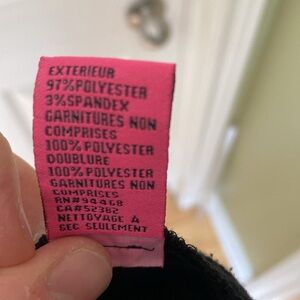 EXTERIEUR
97%POLYESTER
3%SPANDEX
GARNITURES NON
COMPRISES
100%POLYESTER
DOUBLURE
100%POLYESTER
GARNITURES NON
COMPRISES
RN#94468
CA#52382
NETTOYAGE À
SEC SEULEMENT